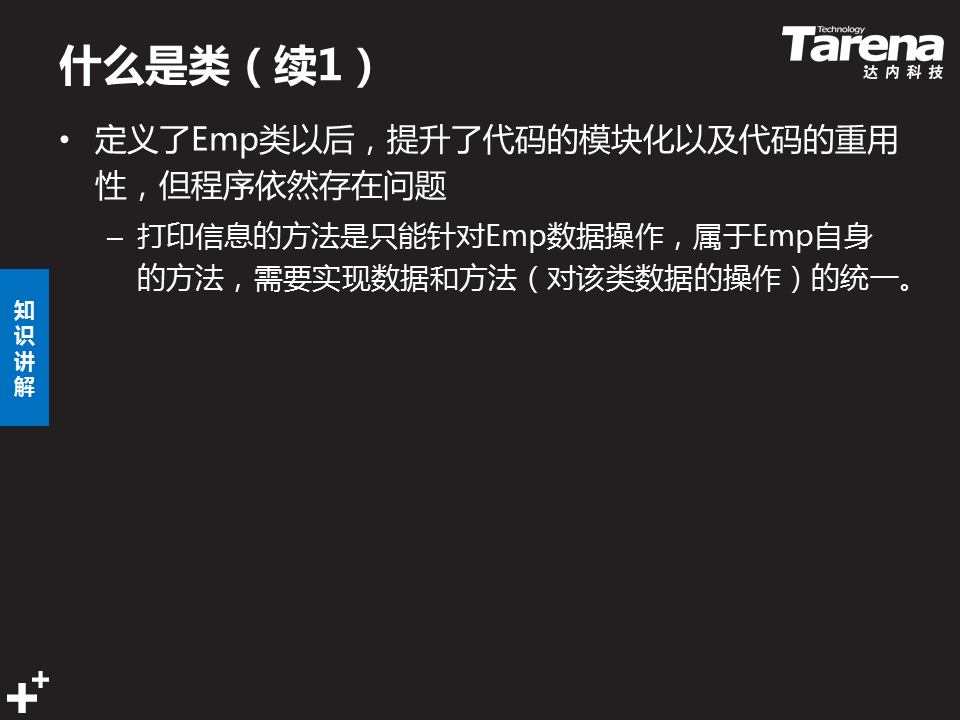 什么是类（续1）
Technology
Tarena
达内科技
• 定义了Emp类以后，提升了代码的模块化以及代码的重用
性，但程序依然存在问题
– 打印信息的方法是只能针对Emp数据操作，属于Emp自身
的方法，需要实现数据和方法（对该类数据的操作）的统一。
知
识
讲
解